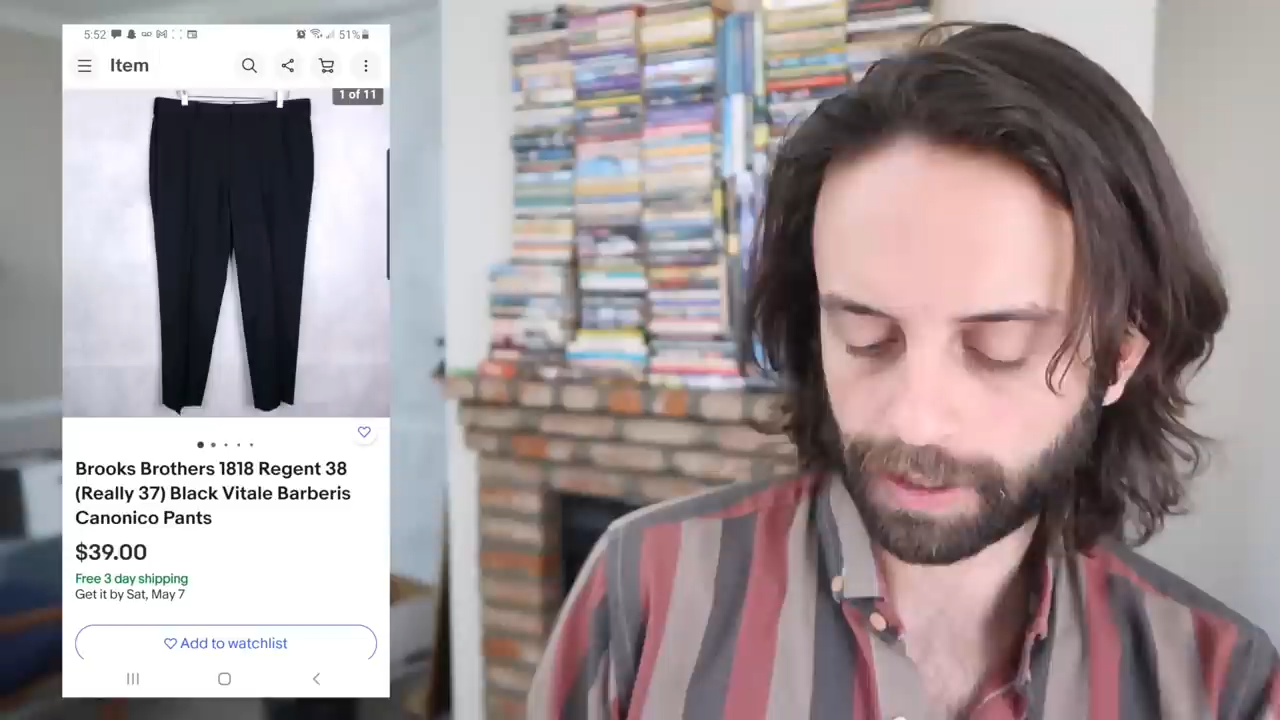 5:52
51%
Item
1 of 11
Brooks Brothers 1818 Regent 38
(Really 37) Black Vitale Barberis
Canonico Pants
$39.00
Free 3 day shipping
Get it by Sat, May 7
Add to watchlist